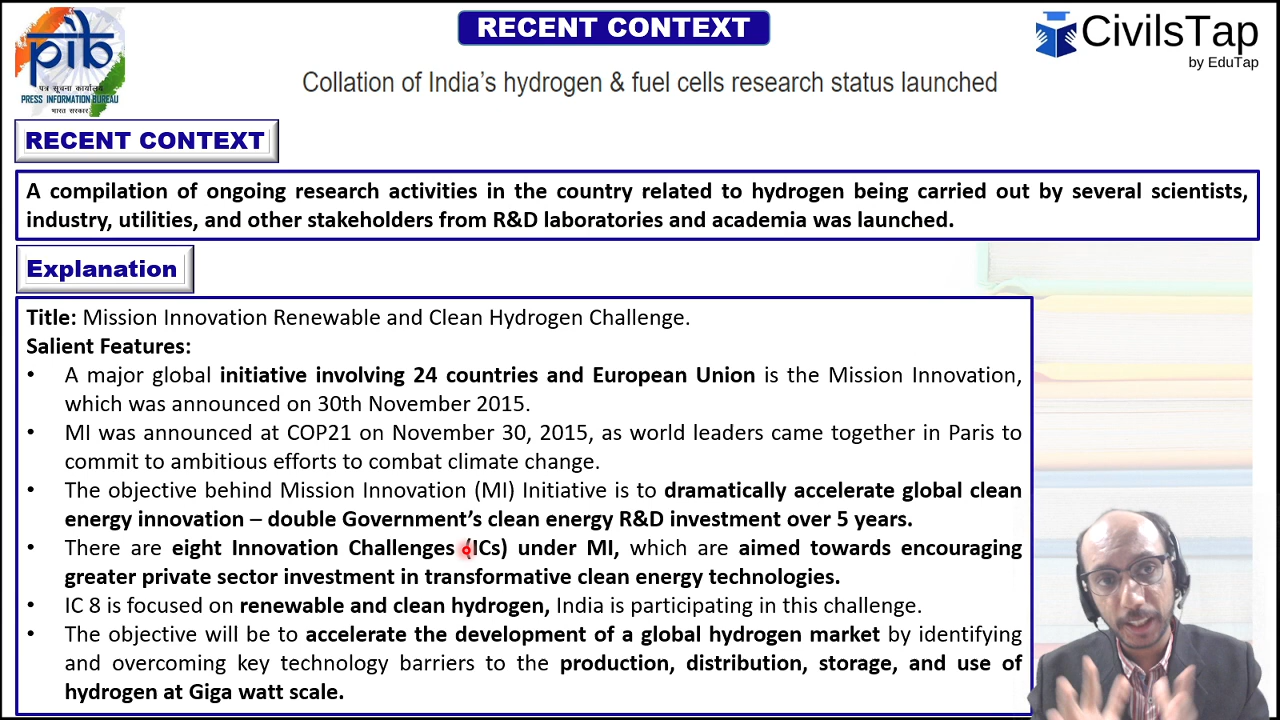 RECENT CONTEXT
CivilsTap
by EduTap
pib
पत्र सूचना कार्यालय
PRESS INFORMATION BUREAU
भारत सरकार
Collation of India's hydrogen & fuel cells research status launched
RECENT CONTEXT
A compilation of ongoing research activities in the country related to hydrogen being carried out by several scientists,
industry, utilities, and other stakeholders from R&D laboratories and academia was launched.
Explanation
Title: Mission Innovation Renewable and Clean Hydrogen Challenge.
Salient Features:
• A major global initiative involving 24 countries and European Union is the Mission Innovation,
which was announced on 30th November 2015.
• MI was announced at COP21 on November 30, 2015, as world leaders came together in Paris to
commit to ambitious efforts to combat climate change.
• The objective behind Mission Innovation (MI) Initiative is to dramatically accelerate global clean
energy innovation – double Government's clean energy R&D investment over 5 years.
• There are eight Innovation Challenges (ICs) under MI, which are aimed towards encouraging
greater private sector investment in transformative clean energy technologies.
• IC 8 is focused on renewable and clean hydrogen, India is participating in this challenge.
• The objective will be to accelerate the development of a global hydrogen market by identifying
and overcoming key technology barriers to the production, distribution, storage, and use of
hydrogen at Giga watt scale.